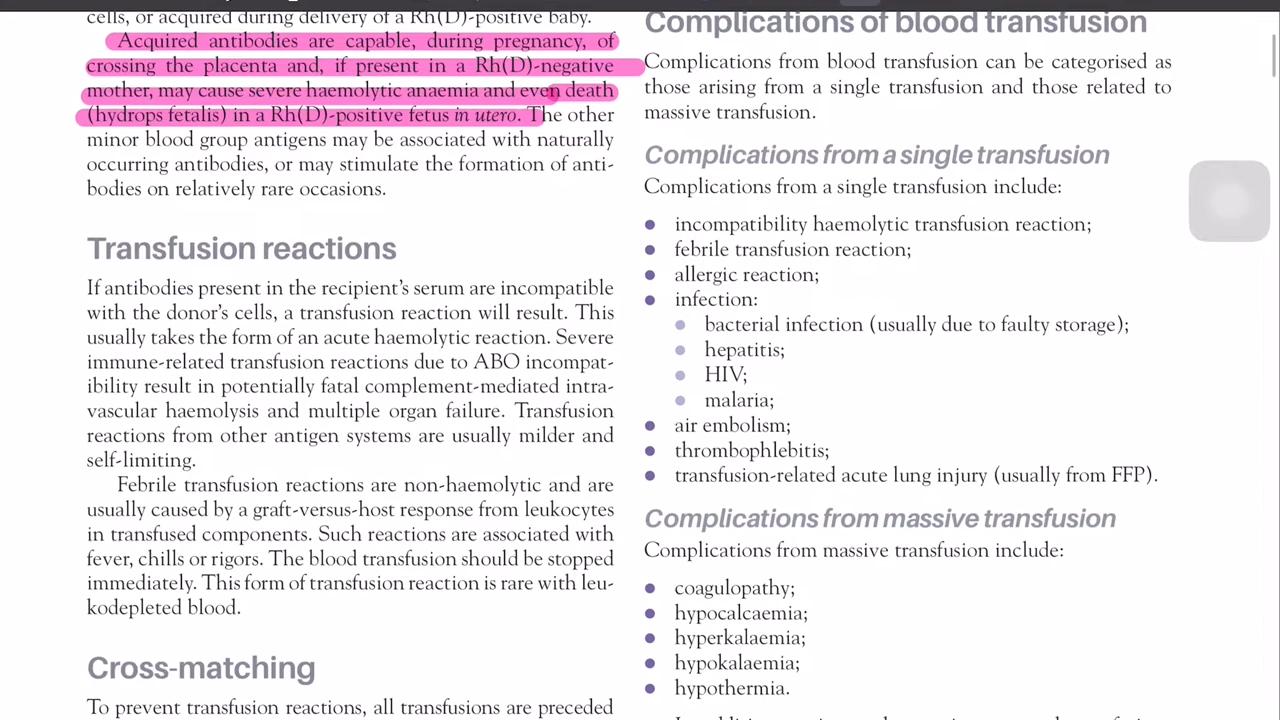 cells, or acquired during delivery of a Rh(D)-positive baby.
Acquired antibodies are capable, during pregnancy, of
crossing the placenta and, if present in a Rh(D)-negative
mother, may cause severe haemolytic anaemia and even death
(hydrops fetalis) in a Rh(D)-positive fetus in utero. The other
minor blood group antigens may be associated with naturally
occurring antibodies, or may stimulate the formation of anti-
bodies on relatively rare occasions.
Transfusion reactions
If antibodies present in the recipient's serum are incompatible
with the donor's cells, a transfusion reaction will result. This
usually takes the form of an acute haemolytic reaction. Severe
immune-related transfusion reactions due to ABO incompat-
ibility result in potentially fatal complement-mediated intra-
vascular haemolysis and multiple organ failure. Transfusion
reactions from other antigen systems are usually milder and
self-limiting.
Febrile transfusion reactions are non-haemolytic and are
usually caused by a graft-versus-host response from leukocytes
in transfused components. Such reactions are associated with
fever, chills or rigors. The blood transfusion should be stopped
immediately. This form of transfusion reaction is rare with leu-
kodepleted blood.
Cross-matching
To prevent transfusion reactions, all transfusions are preceded
Complications of blood transfusion
Complications from blood transfusion can be categorised as
those arising from a single transfusion and those related to
massive transfusion.
Complications from a single transfusion
Complications from a single transfusion include:
● incompatibility haemolytic transfusion reaction;
● febrile transfusion reaction;
● allergic reaction;
● infection:
● bacterial infection (usually due to faulty storage);
● hepatitis;
● HIV;
● malaria;
● air embolism;
● thrombophlebitis;
● transfusion-related acute lung injury (usually from FFP).
Complications from massive transfusion
Complications from massive transfusion include:
● coagulopathy;
● hypocalcaemia;
● hyperkalaemia;
● hypokalaemia;
● hypothermia.